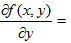 ∂f(x, y)/∂y =